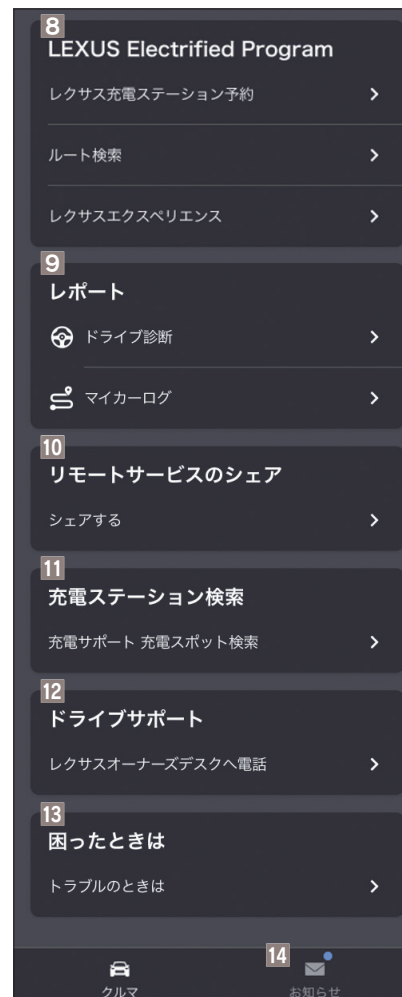 8
LEXUS Electrified Program
レクサス充電ステーション予約
ルート検索
レクサスエクスペリエンス
9
レポート
ドライブ診断
マイカーログ
10
リモートサービスのシェア
シェアする
11
充電ステーション検索
充電サポート 充電スポット検索
12
ドライブサポート
レクサスオーナーズデスクへ電話
13
困ったときは
トラブルのときは
14
クルマ
お知らせ